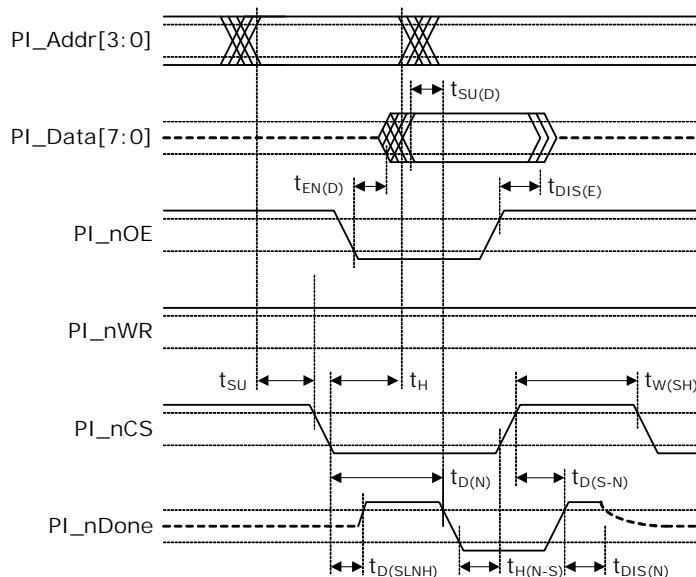 PI_Addr[3:0]
tSU(D)
PI_Data[7:0]
tEN(D)
tDIS(E)
PI_nOE
PI_nWR
tSU
tH
tW(SH)
PI_nCS
tD(N)
tD(S-N)
PI_nDone
tD(SLNH)
tH(N-S)
tDIS(N)